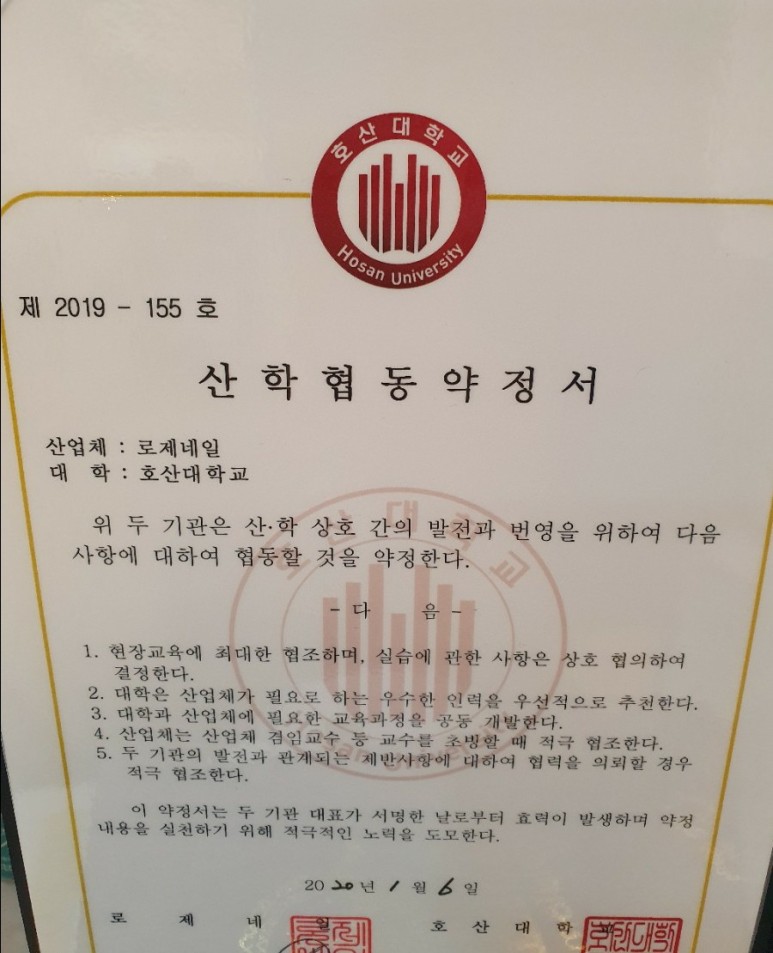 호산대학교
Hosan University
제 2019 - 155 호
산학협동약정서
산업체 : 로제네일
대 학 : 호산대학교
위 두 기관은 산·학 상호 간의 발전과 번영을 위하여 다음
사항에 대하여 협동할 것을 약정한다.
- 다 음 -
1. 현장교육에 최대한 협조하며, 실습에 관한 사항은 상호 협의하여
결정한다.
2. 대학은 산업체가 필요로 하는 우수한 인력을 우선적으로 추천한다.
3. 대학과 산업체에 필요한 교육과정을 공동 개발한다.
4. 산업체는 산업체 겸임교수 등 교수를 초빙할 때 적극 협조한다.
5. 두 기관의 발전과 관계되는 제반사항에 대하여 협력을 의뢰할 경우
적극 협조한다.
이 약정서는 두 기관 대표가 서명한 날로부터 효력이 발생하며 약정
내용을 실천하기 위해 적극적인 노력을 도모한다.
2020년 1월 6일
로 제 네 일 호 산 대 학 교